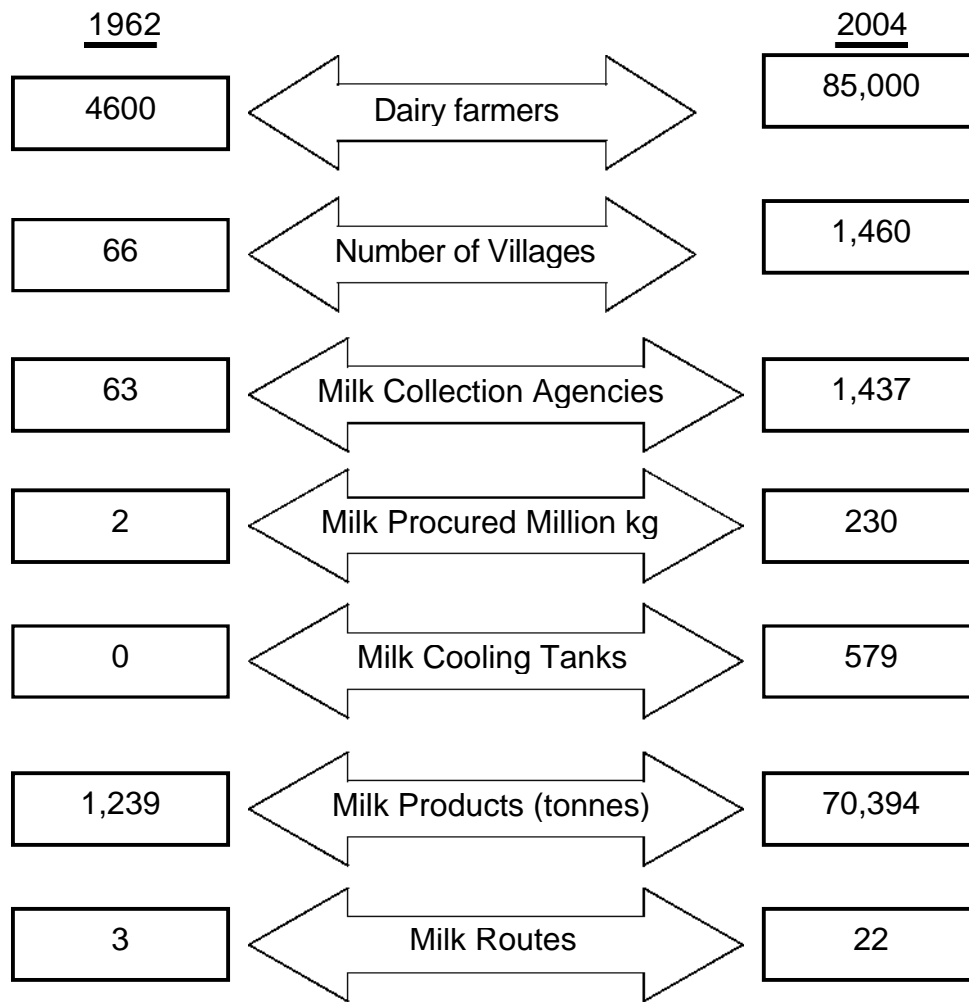 1962 2004
4600 Dairy farmers 85,000
66 Number of Villages 1,460
63 Milk Collection Agencies 1,437
2 Milk Procured Million kg 230
0 Milk Cooling Tanks 579
1,239 Milk Products (tonnes) 70,394
3 Milk Routes 22